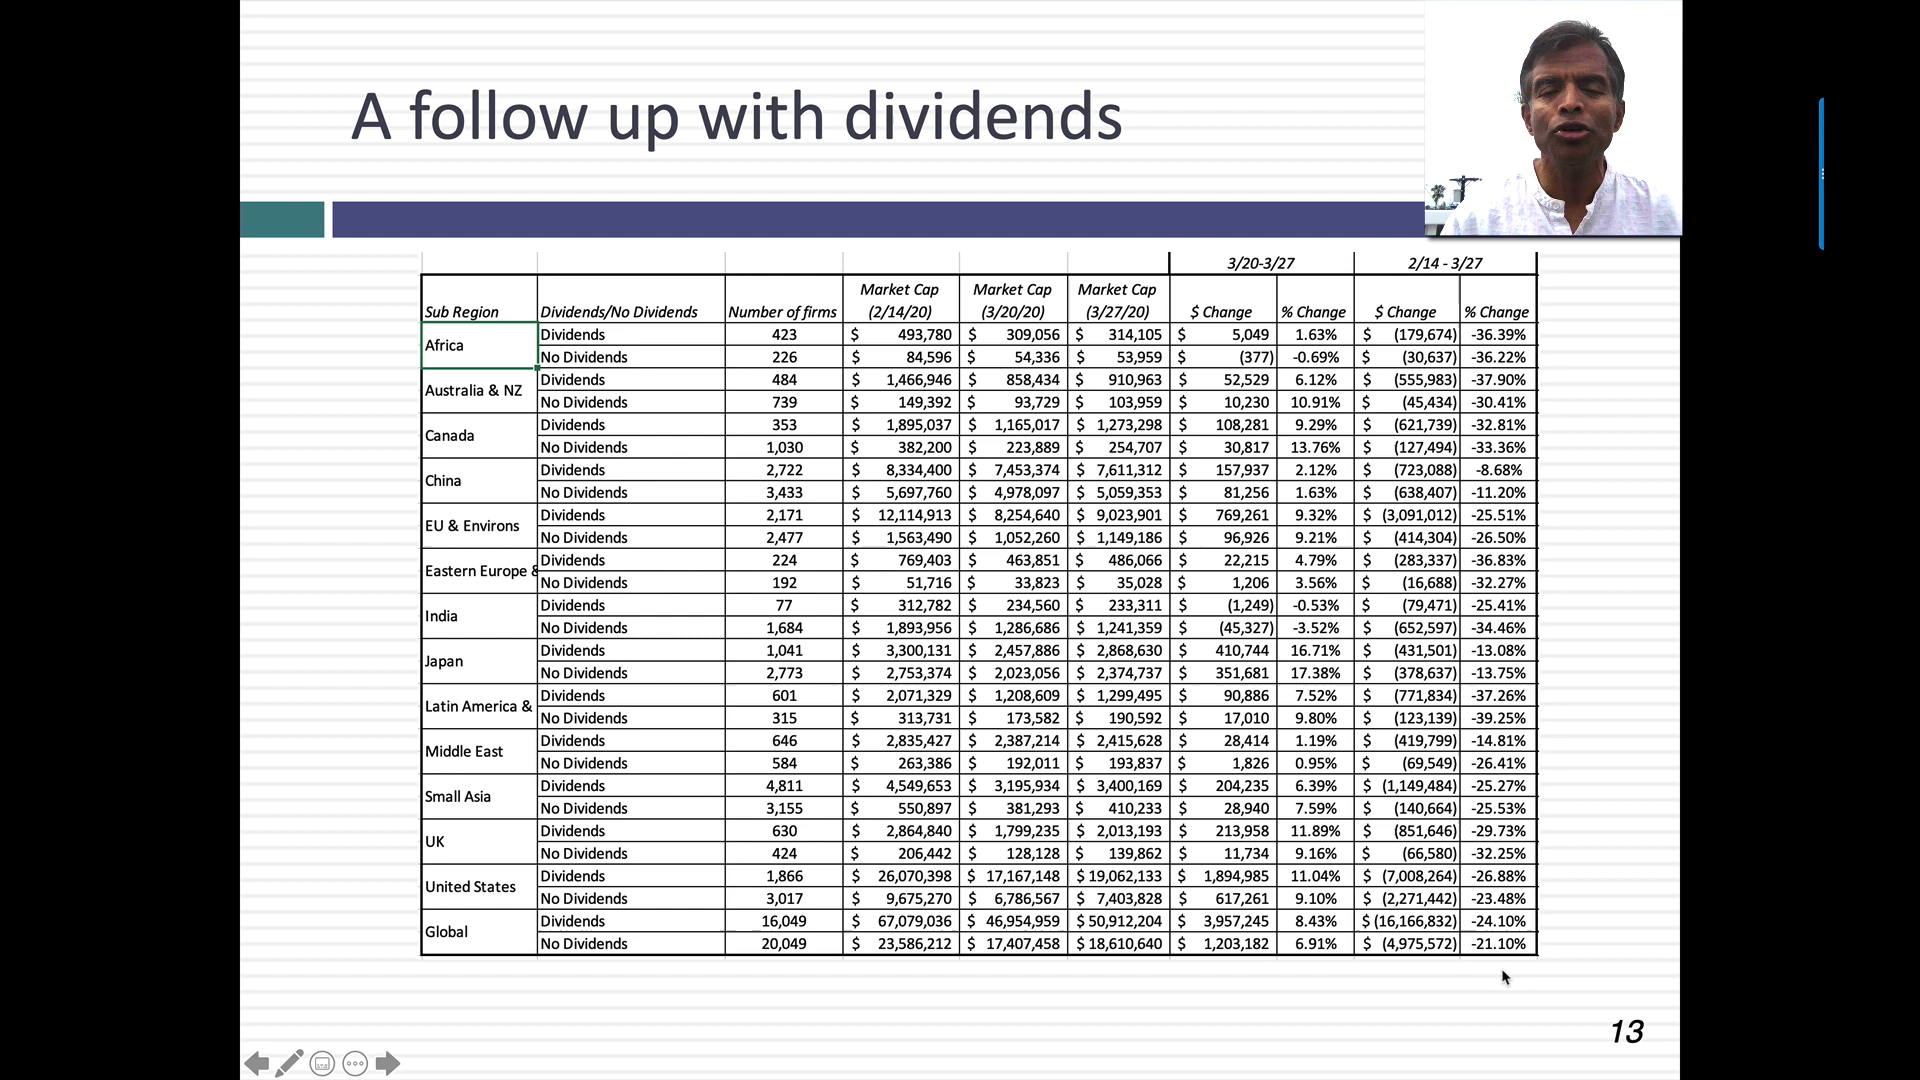 A follow up with dividends
3/20-3/27 2/14 - 3/27
Market Cap Market Cap Market Cap
Sub Region Dividends/No Dividends Number of firms (2/14/20) (3/20/20) (3/27/20) $ Change % Change $ Change % Change
Africa Dividends 423 $ 493,780 $ 309,056 $ 314,105 $ 5,049 1.63% $ (179,674) -36.39%
No Dividends 226 $ 84,596 $ 54,336 $ 53,959 $ (377) -0.69% $ (30,637) -36.22%
Australia & NZ Dividends 484 $ 1,466,946 $ 858,434 $ 910,963 $ 52,529 6.12% $ (555,983) -37.90%
No Dividends 739 $ 149,392 $ 93,729 $ 103,959 $ 10,230 10.91% $ (45,434) -30.41%
Canada Dividends 353 $ 1,895,037 $ 1,165,017 $ 1,273,298 $ 108,281 9.29% $ (621,739) -32.81%
No Dividends 1,030 $ 382,200 $ 223,889 $ 254,707 $ 30,817 13.76% $ (127,494) -33.36%
China Dividends 2,722 $ 8,334,400 $ 7,453,374 $ 7,611,312 $ 157,937 2.12% $ (723,088) -8.68%
No Dividends 3,433 $ 5,697,760 $ 4,978,097 $ 5,059,353 $ 81,256 1.63% $ (638,407) -11.20%
EU & Environs Dividends 2,171 $ 12,114,913 $ 8,254,640 $ 9,023,901 $ 769,261 9.32% $ (3,091,012) -25.51%
No Dividends 2,477 $ 1,563,490 $ 1,052,260 $ 1,149,186 $ 96,926 9.21% $ (414,304) -26.50%
Eastern Europe & Dividends 224 $ 769,403 $ 463,851 $ 486,066 $ 22,215 4.79% $ (283,337) -36.83%
No Dividends 192 $ 51,716 $ 33,823 $ 35,028 $ 1,206 3.56% $ (16,688) -32.27%
India Dividends 77 $ 312,782 $ 234,560 $ 233,311 $ (1,249) -0.53% $ (79,471) -25.41%
No Dividends 1,684 $ 1,893,956 $ 1,286,686 $ 1,241,359 $ (45,327) -3.52% $ (652,597) -34.46%
Japan Dividends 1,041 $ 3,300,131 $ 2,457,886 $ 2,868,630 $ 410,744 16.71% $ (431,501) -13.08%
No Dividends 2,773 $ 2,753,374 $ 2,023,056 $ 2,374,737 $ 351,681 17.38% $ (378,637) -13.75%
Latin America & Dividends 601 $ 2,071,329 $ 1,208,609 $ 1,299,495 $ 90,886 7.52% $ (771,834) -37.26%
No Dividends 315 $ 313,731 $ 173,582 $ 190,592 $ 17,010 9.80% $ (123,139) -39.25%
Middle East Dividends 646 $ 2,835,427 $ 2,387,214 $ 2,415,628 $ 28,414 1.19% $ (419,799) -14.81%
No Dividends 584 $ 263,386 $ 192,011 $ 193,837 $ 1,826 0.95% $ (69,549) -26.41%
Small Asia Dividends 4,811 $ 4,549,653 $ 3,195,934 $ 3,400,169 $ 204,235 6.39% $ (1,149,484) -25.27%
No Dividends 3,155 $ 550,897 $ 381,293 $ 410,233 $ 28,940 7.59% $ (140,664) -25.53%
UK Dividends 630 $ 2,864,840 $ 1,799,235 $ 2,013,193 $ 213,958 11.89% $ (851,646) -29.73%
No Dividends 424 $ 206,442 $ 128,128 $ 139,862 $ 11,734 9.16% $ (66,580) -32.25%
United States Dividends 1,866 $ 26,070,398 $ 17,167,148 $ 19,062,133 $ 1,894,985 11.04% $ (7,008,264) -26.88%
No Dividends 3,017 $ 9,675,270 $ 6,786,567 $ 7,403,828 $ 617,261 9.10% $ (2,271,442) -23.48%
Global Dividends 16,049 $ 67,079,036 $ 46,954,959 $ 50,912,204 $ 3,957,245 8.43% $ (16,166,832) -24.10%
No Dividends 20,049 $ 23,586,212 $ 17,407,458 $ 18,610,640 $ 1,203,182 6.91% $ (4,975,572) -21.10%
13